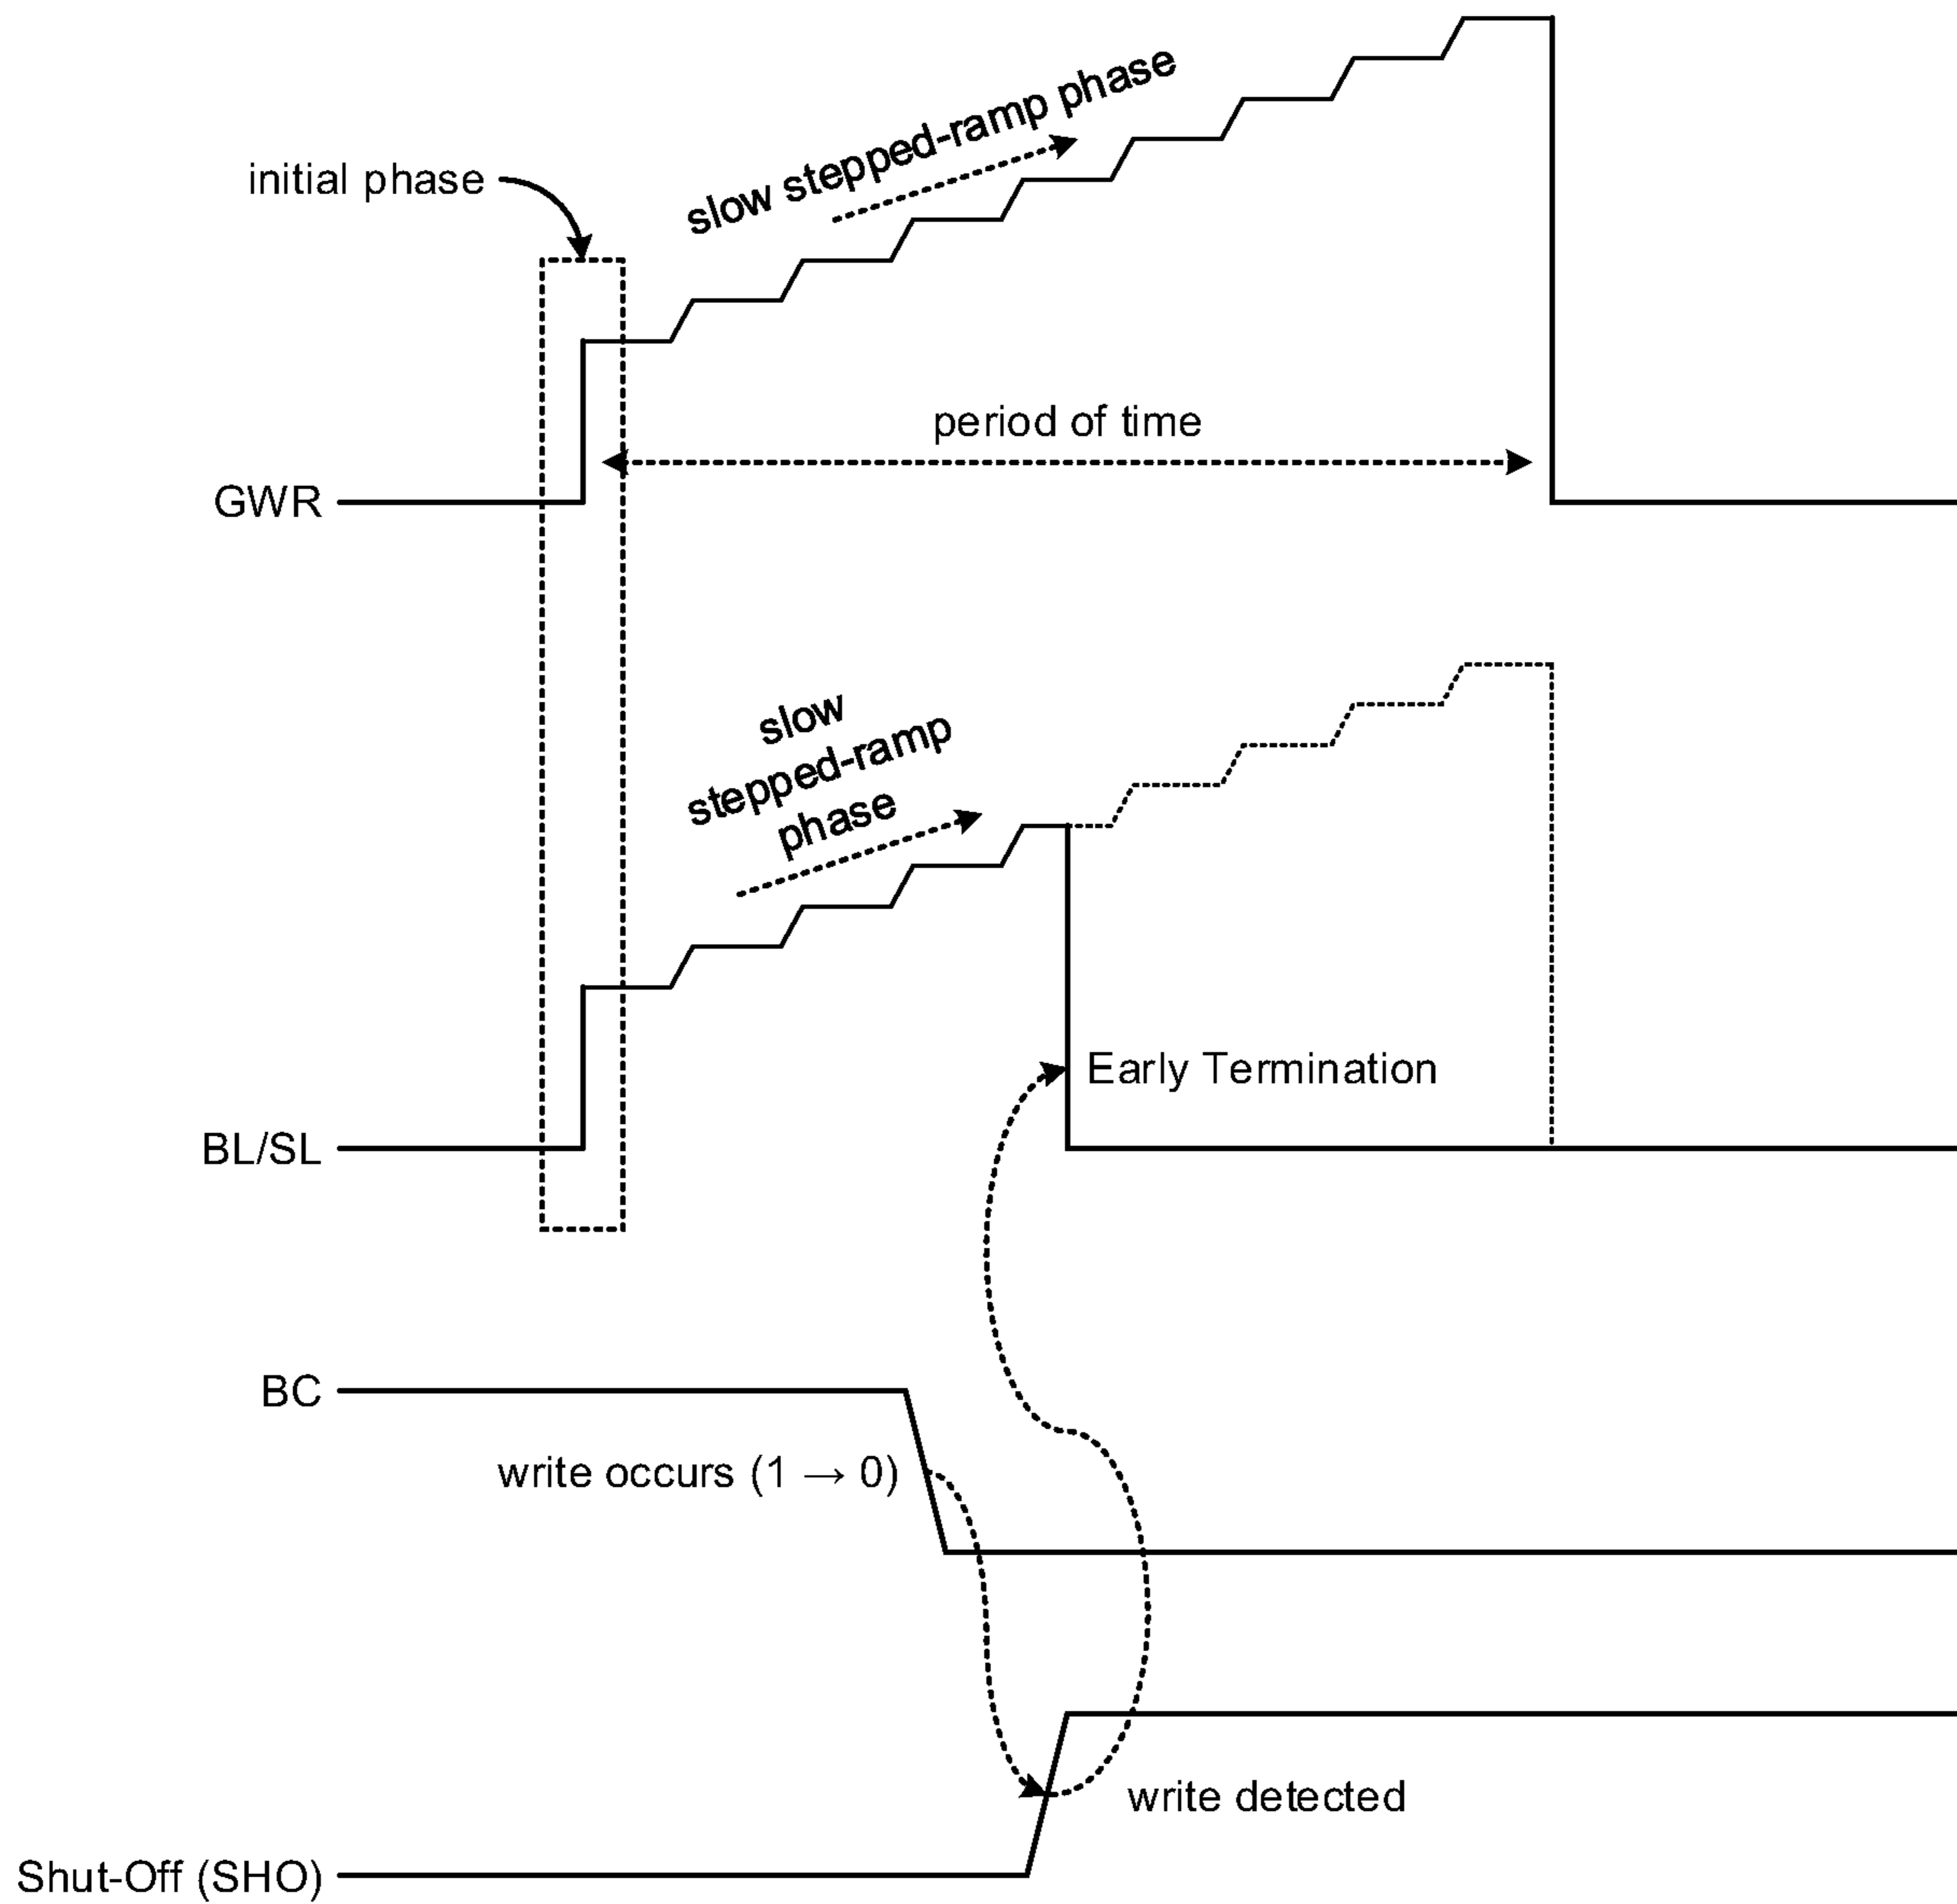 slow stepped-ramp phase
initial phase
period of time
GWR
slow
stepped-ramp
phase
Early Termination
BL/SL
BC
write occurs (1 → 0)
write detected
Shut-Off (SHO)